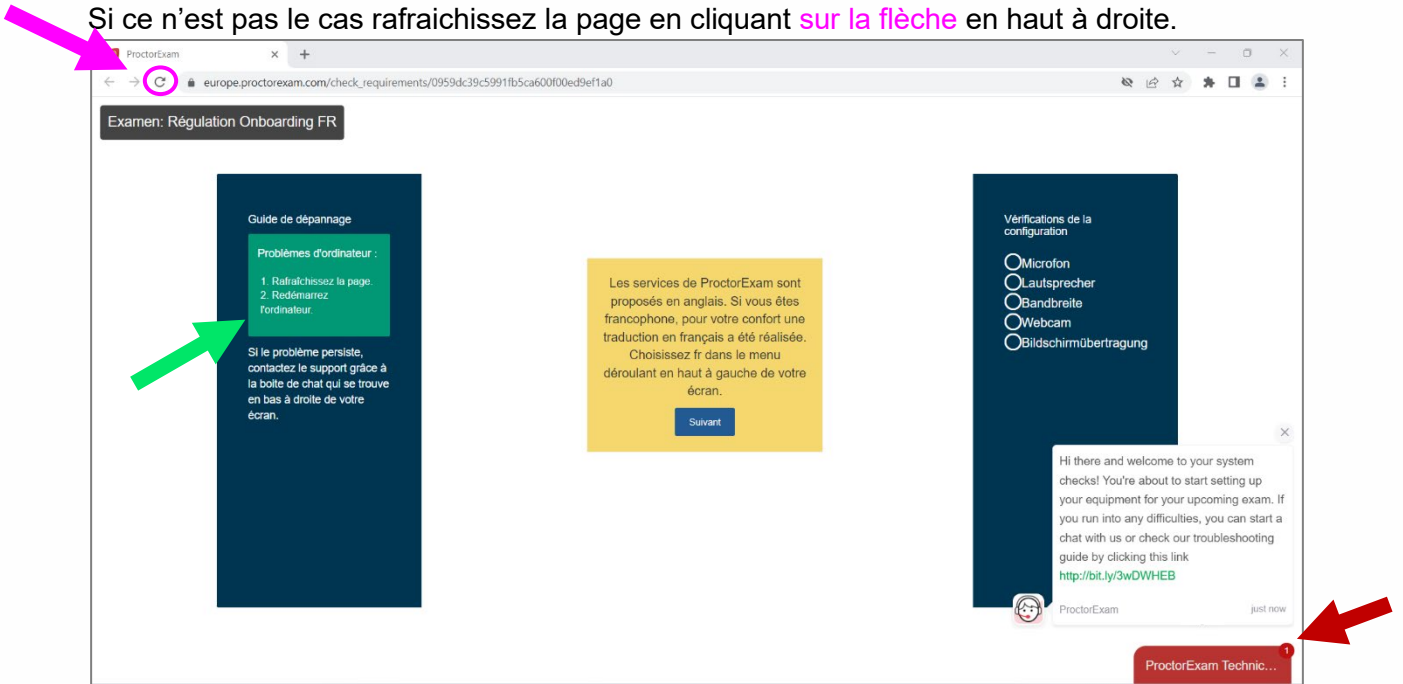 Si ce n’est pas le cas rafraichissez la page en cliquant sur la flèche en haut à droite.
ProctorExam
europe.proctorexam.com/check_requirements/0959dc39c5991fb5ca600f00ed9ef1a0
Examen: Régulation Onboarding FR
Guide de dépannage
Problèmes d'ordinateur :
1. Rafraîchissez la page.
2. Redémarrez
l'ordinateur.
Si le problème persiste,
contactez le support grâce à
la boite de chat qui se trouve
en bas à droite de votre
écran.
Les services de ProctorExam sont
proposés en anglais. Si vous êtes
francophone, pour votre confort une
traduction en français a été réalisée.
Choisissez fr dans le menu
déroulant en haut à gauche de votre
écran.
Suivant
Vérifications de la
configuration
Microfon
Lautsprecher
Bandbreite
Webcam
Bildschirmübertragung
Hi there and welcome to your system
checks! You're about to start setting up
your equipment for your upcoming exam. If
you run into any difficulties, you can start a
chat with us or check our troubleshooting
guide by clicking this link
http://bit.ly/3wDWHEB
ProctorExam just now
1
ProctorExam Technic...